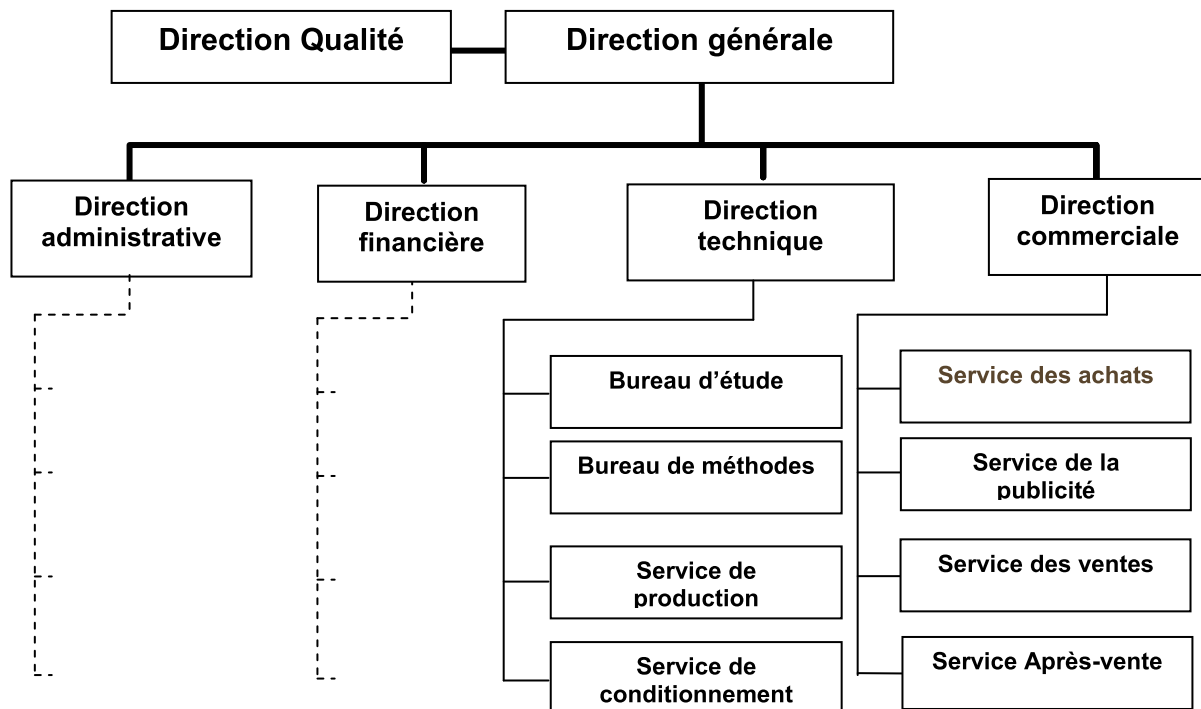 Direction Qualité
Direction générale
Direction
administrative
Direction
financière
Direction
technique
Direction
commerciale
Bureau d’étude
Bureau de méthodes
Service de
production
Service de
conditionnement
Service des achats
Service de la
publicité
Service des ventes
Service Après-vente